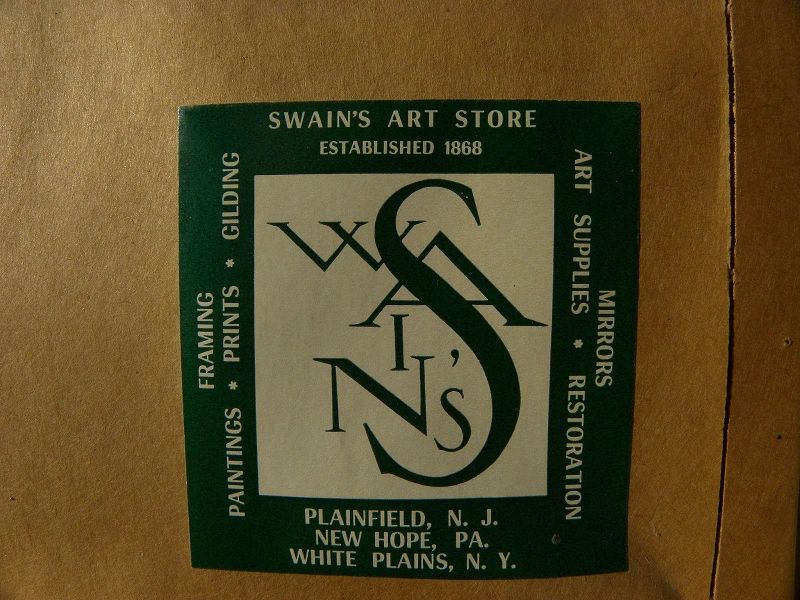 SWAIN'S ART STORE
ESTABLISHED 1868
FRAMING
PAINTINGS * PRINTS * GILDING
SWAIN'S
MIRRORS
ART SUPPLIES * RESTORATION
PLAINFIELD, N. J.
NEW HOPE, PA.
WHITE PLAINS, N. Y.